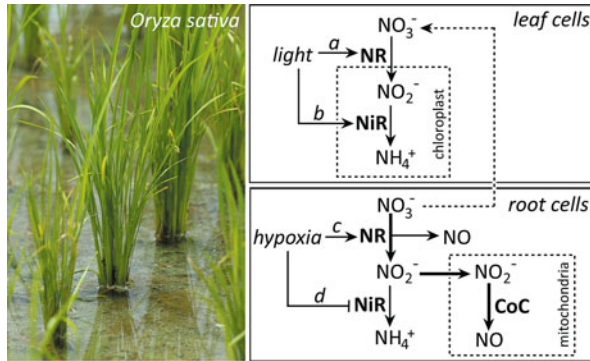 Oryza sativa
leaf cells
NO₃⁻
light a NR
NO₂⁻
b NiR
NH₄⁺
chloroplast
root cells
NO₃⁻
hypoxia c NR NO
NO₂⁻ NO₂⁻
d NiR CoC
NH₄⁺ NO
mitochondria